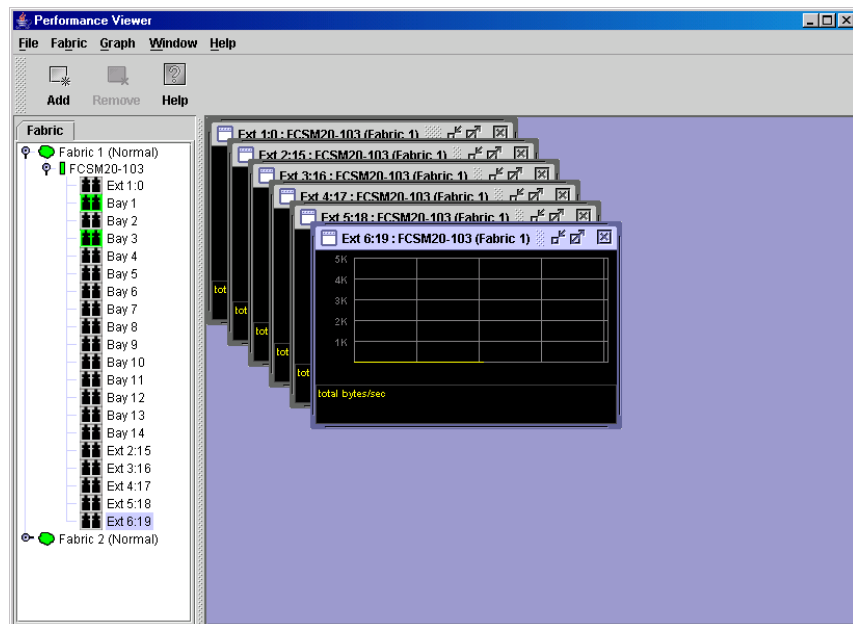 Performance Viewer
File Fabric Graph Window Help
Add Remove Help
Fabric
Fabric 1 (Normal)
FCSM20-103
Ext 1:0
Bay 1
Bay 2
Bay 3
Bay 4
Bay 5
Bay 6
Bay 7
Bay 8
Bay 9
Bay 10
Bay 11
Bay 12
Bay 13
Bay 14
Ext 2:15
Ext 3:16
Ext 4:17
Ext 5:18
Ext 6:19
Fabric 2 (Normal)
Ext 1:0 : FCSM20-103 (Fabric 1)
tot
Ext 2:15 : FCSM20-103 (Fabric 1)
tot
Ext 3:16 : FCSM20-103 (Fabric 1)
tot
Ext 4:17 : FCSM20-103 (Fabric 1)
tot
Ext 5:18 : FCSM20-103 (Fabric 1)
tot
Ext 6:19 : FCSM20-103 (Fabric 1)
5K
4K
3K
2K
1K
total bytes/sec